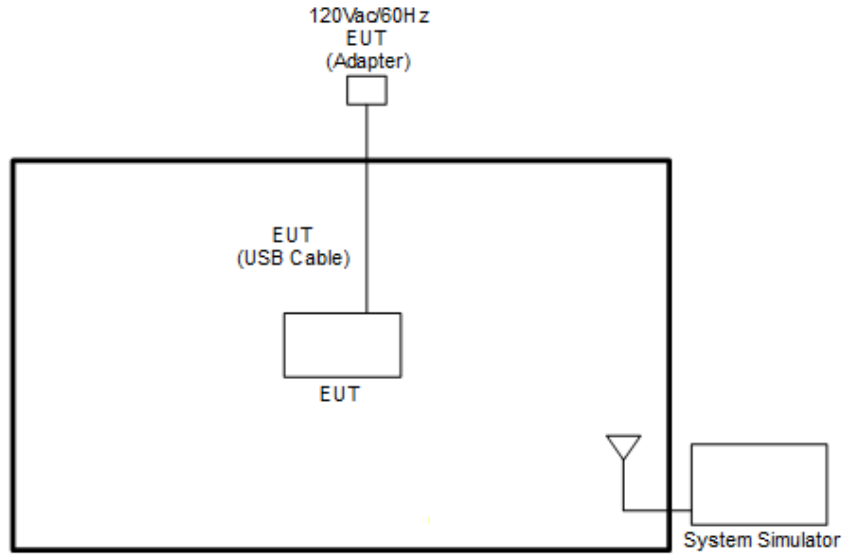 120Vac/60Hz
EUT
(Adapter)
EUT
(USB Cable)
EUT
System Simulator